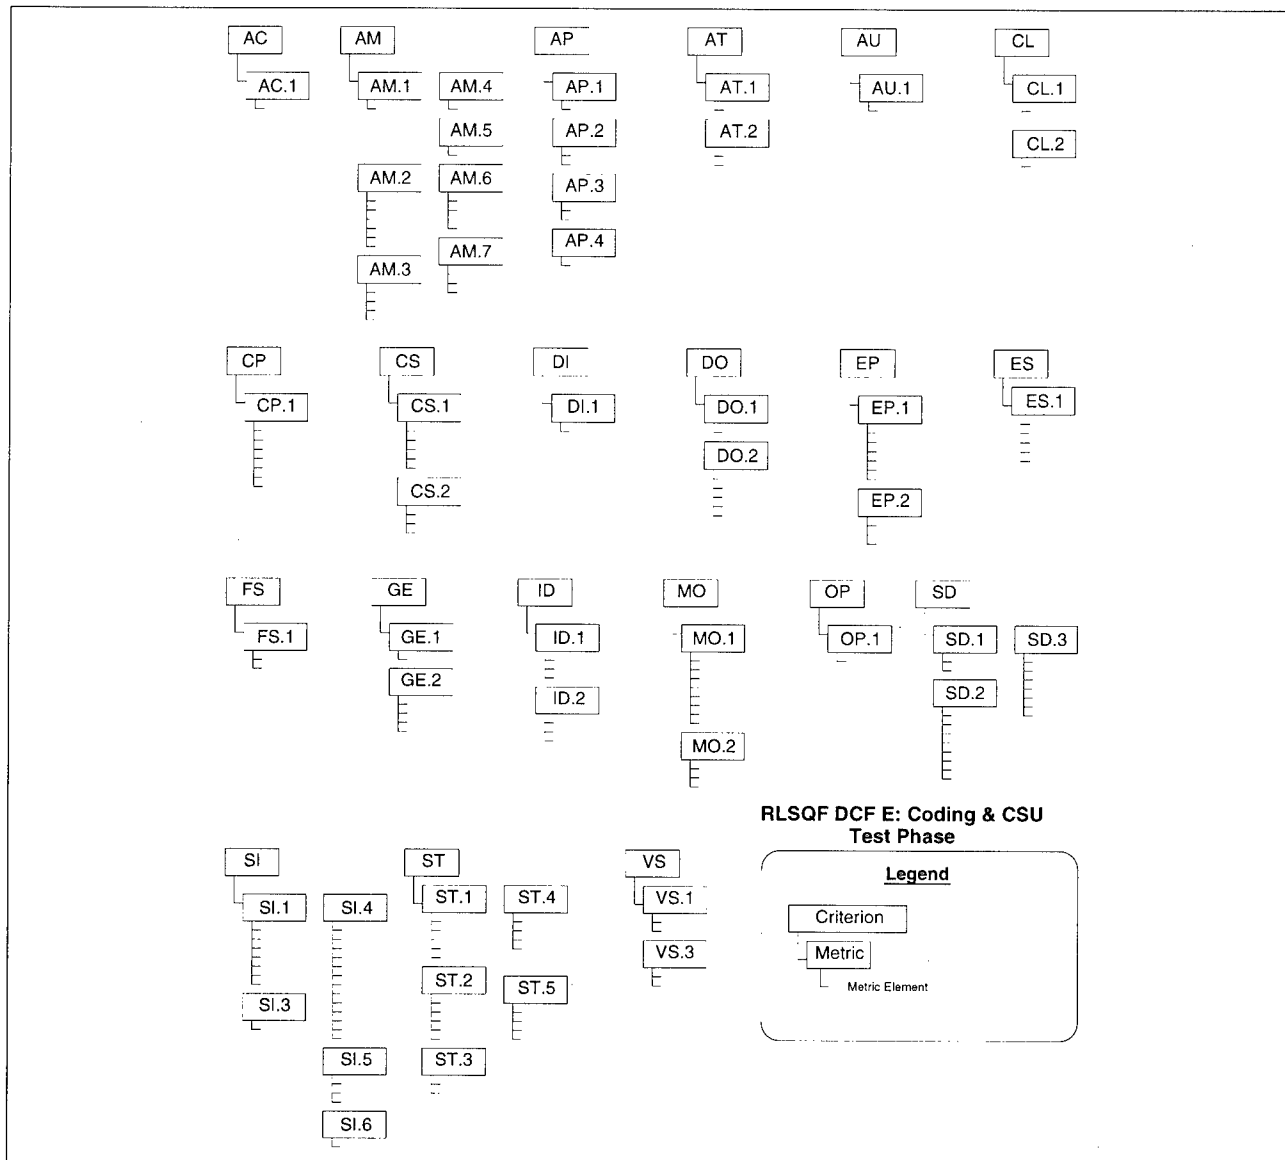 AC AM AP AT AU CL
AC.1 AM.1 AM.4 AP.1 AT.1 AU.1 CL.1
AM.5 AP.2 AT.2 CL.2
AM.2 AM.6 AP.3
AP.4
AM.3 AM.7
CP CS DI DO EP ES
CP.1 CS.1 DI.1 DO.1 EP.1 ES.1
DO.2
CS.2 EP.2
FS GE ID MO OP SD
FS.1 GE.1 ID.1 MO.1 OP.1 SD.1 SD.3
GE.2 ID.2 SD.2
MO.2
RLSQF DCF E: Coding & CSU
Test Phase
SI ST VS
SI.1 SI.4 ST.1 ST.4 VS.1
VS.3
ST.2 ST.5
SI.3
SI.5 ST.3
SI.6
Legend
Criterion
Metric
Metric Element